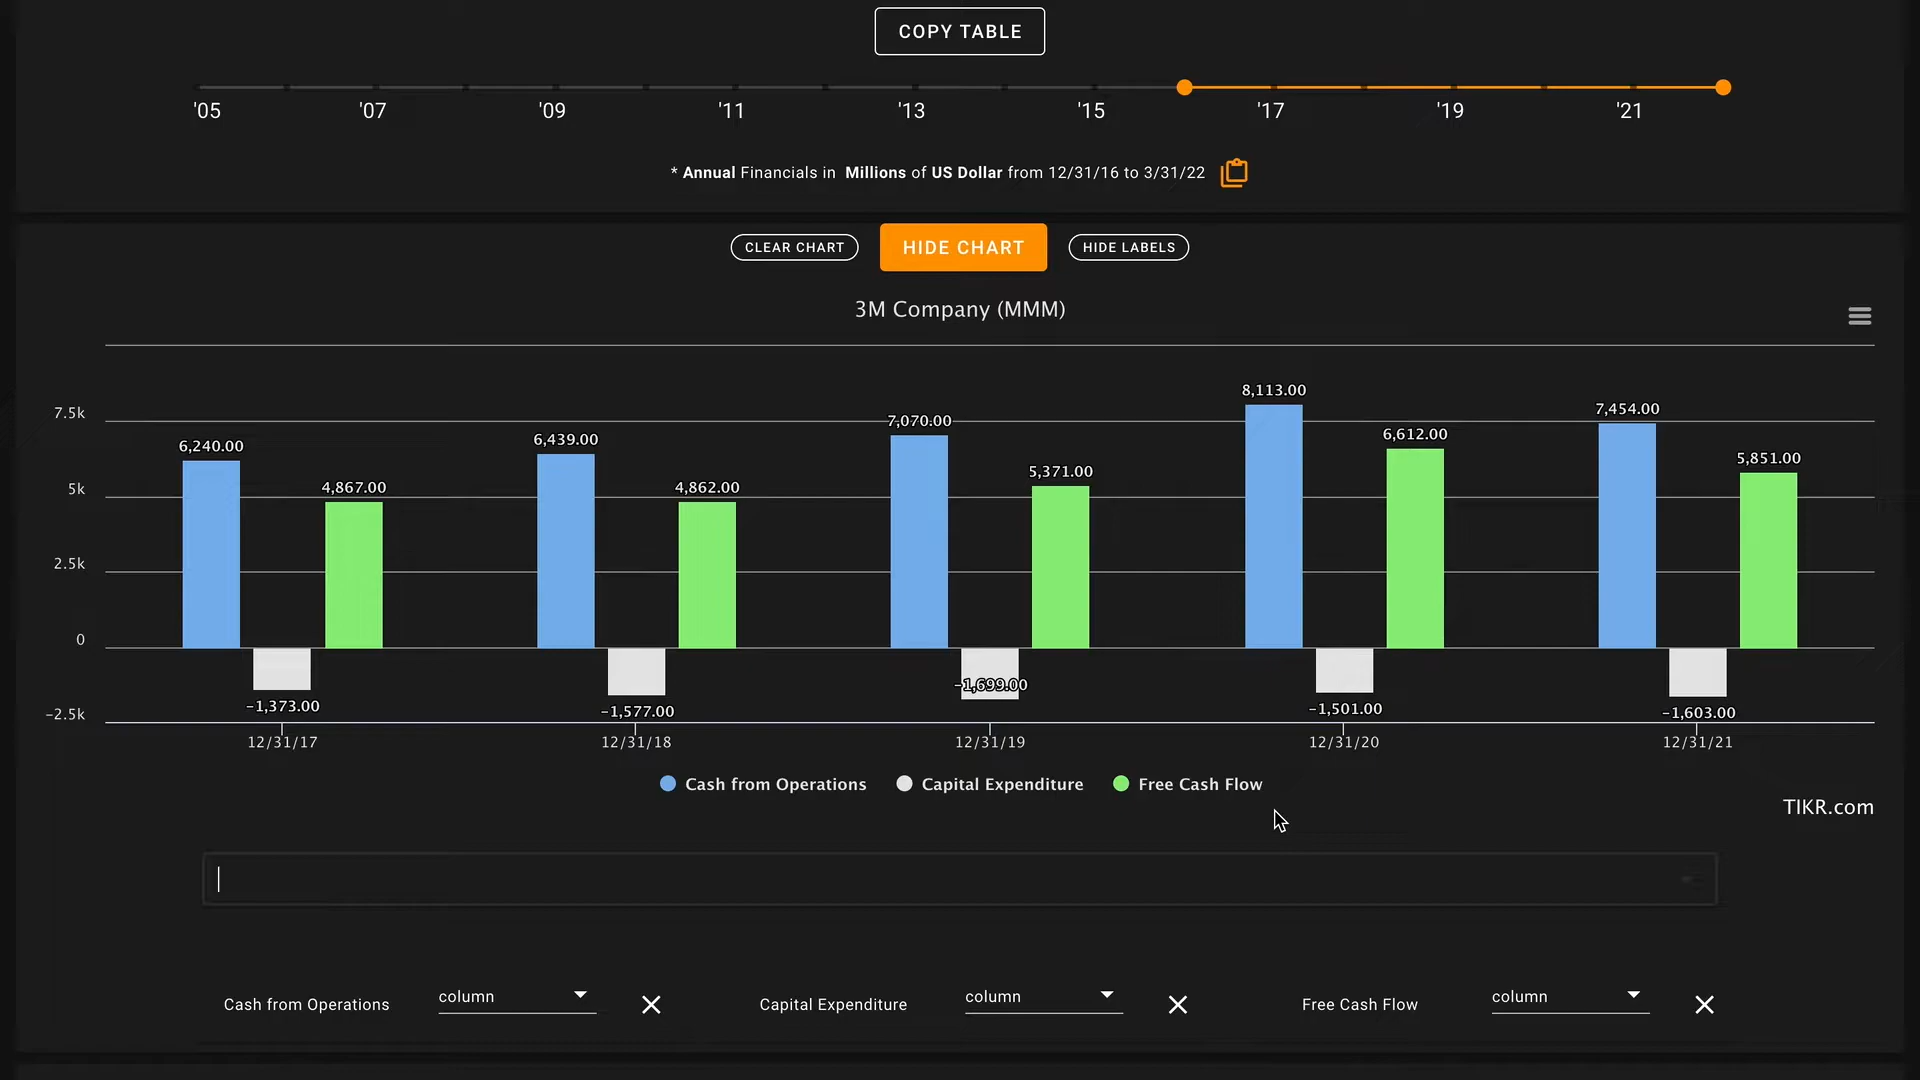 COPY TABLE
'05 '07 '09 '11 '13 '15 '17 '19 '21
* Annual Financials in Millions of US Dollar from 12/31/16 to 3/31/22
CLEAR CHART HIDE CHART HIDE LABELS
3M Company (MMM)
8,113.00
7.5k 7,070.00 7,454.00
6,240.00 6,439.00 6,612.00
5,371.00 5,851.00
5k 4,867.00 4,862.00
2.5k
0
-1,699.00
-2.5k -1,373.00 -1,577.00 -1,501.00 -1,603.00
12/31/17 12/31/18 12/31/19 12/31/20 12/31/21
Cash from Operations Capital Expenditure Free Cash Flow
TIKR.com
Cash from Operations column Capital Expenditure column Free Cash Flow column